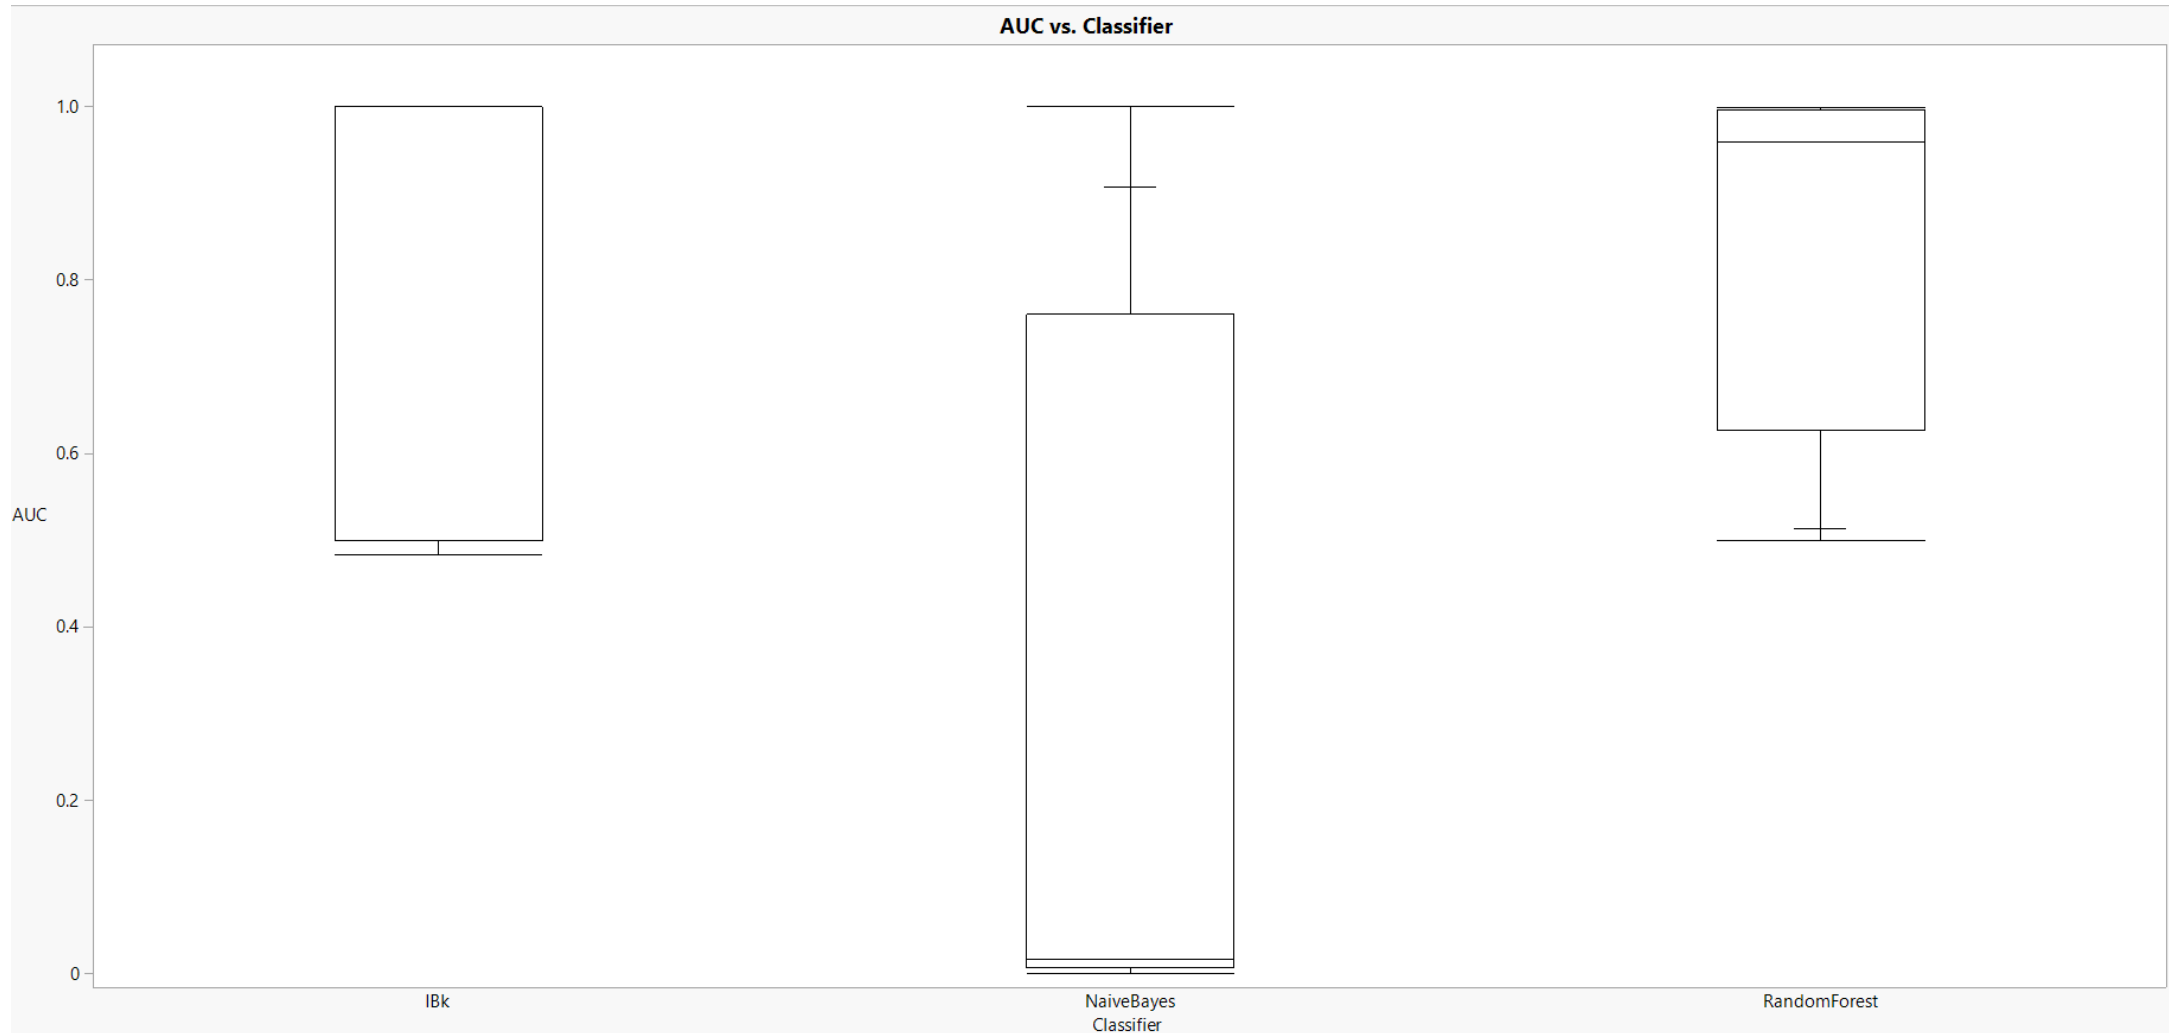 AUC vs. Classifier
1.0
0.8
0.6
AUC
0.4
0.2
0
IBk NaiveBayes RandomForest
Classifier